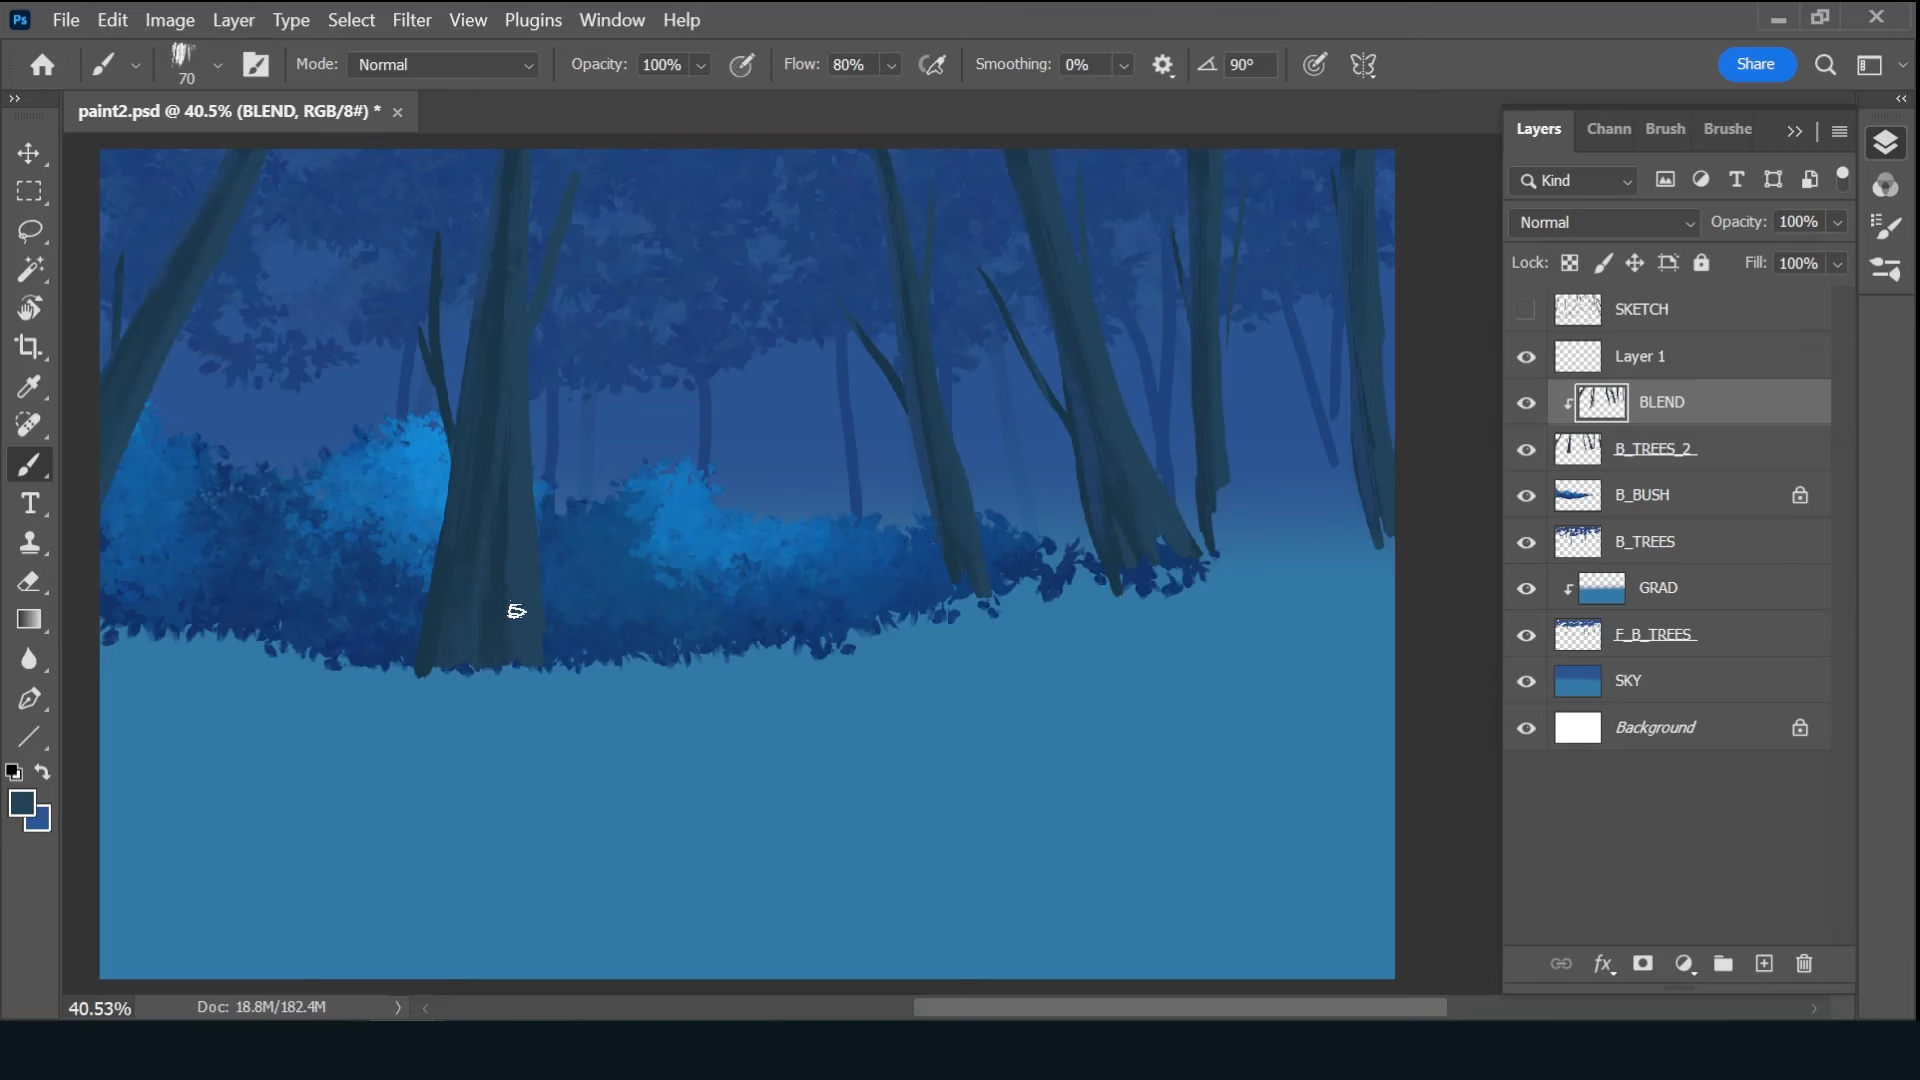 Ps File Edit Image Layer Type Select Filter View Plugins Window Help
70 Mode: Normal Opacity: 100% Flow: 80% Smoothing: 0% 90° Share
paint2.psd @ 40.5% (BLEND, RGB/8#) *
Layers Chann Brush Brushe
Kind
Normal Opacity: 100%
Lock: Fill: 100%
SKETCH
Layer 1
BLEND
B_TREES_2
B_BUSH
B_TREES
GRAD
F_B_TREES
SKY
Background
fx
40.53% Doc: 18.8M/182.4M